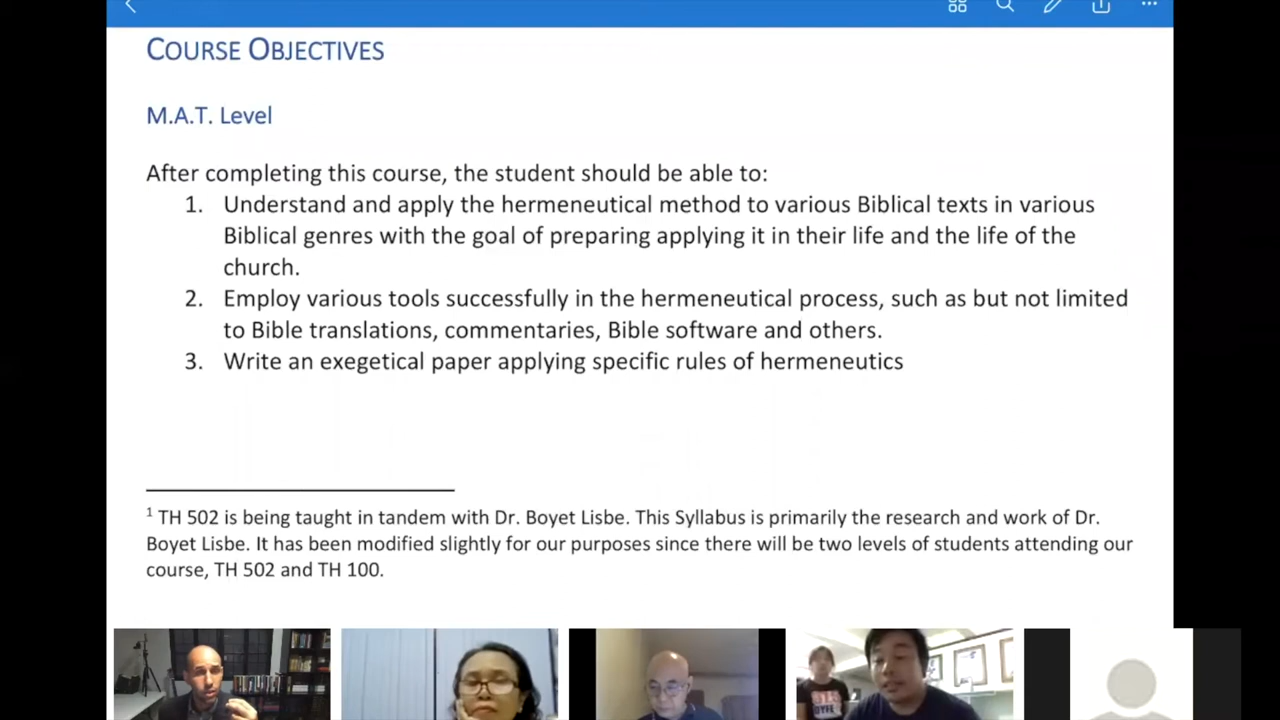 COURSE OBJECTIVES
M.A.T. Level
After completing this course, the student should be able to:
1. Understand and apply the hermeneutical method to various Biblical texts in various
Biblical genres with the goal of preparing applying it in their life and the life of the
church.
2. Employ various tools successfully in the hermeneutical process, such as but not limited
to Bible translations, commentaries, Bible software and others.
3. Write an exegetical paper applying specific rules of hermeneutics
1 TH 502 is being taught in tandem with Dr. Boyet Lisbe. This Syllabus is primarily the research and work of Dr.
Boyet Lisbe. It has been modified slightly for our purposes since there will be two levels of students attending our
course, TH 502 and TH 100.